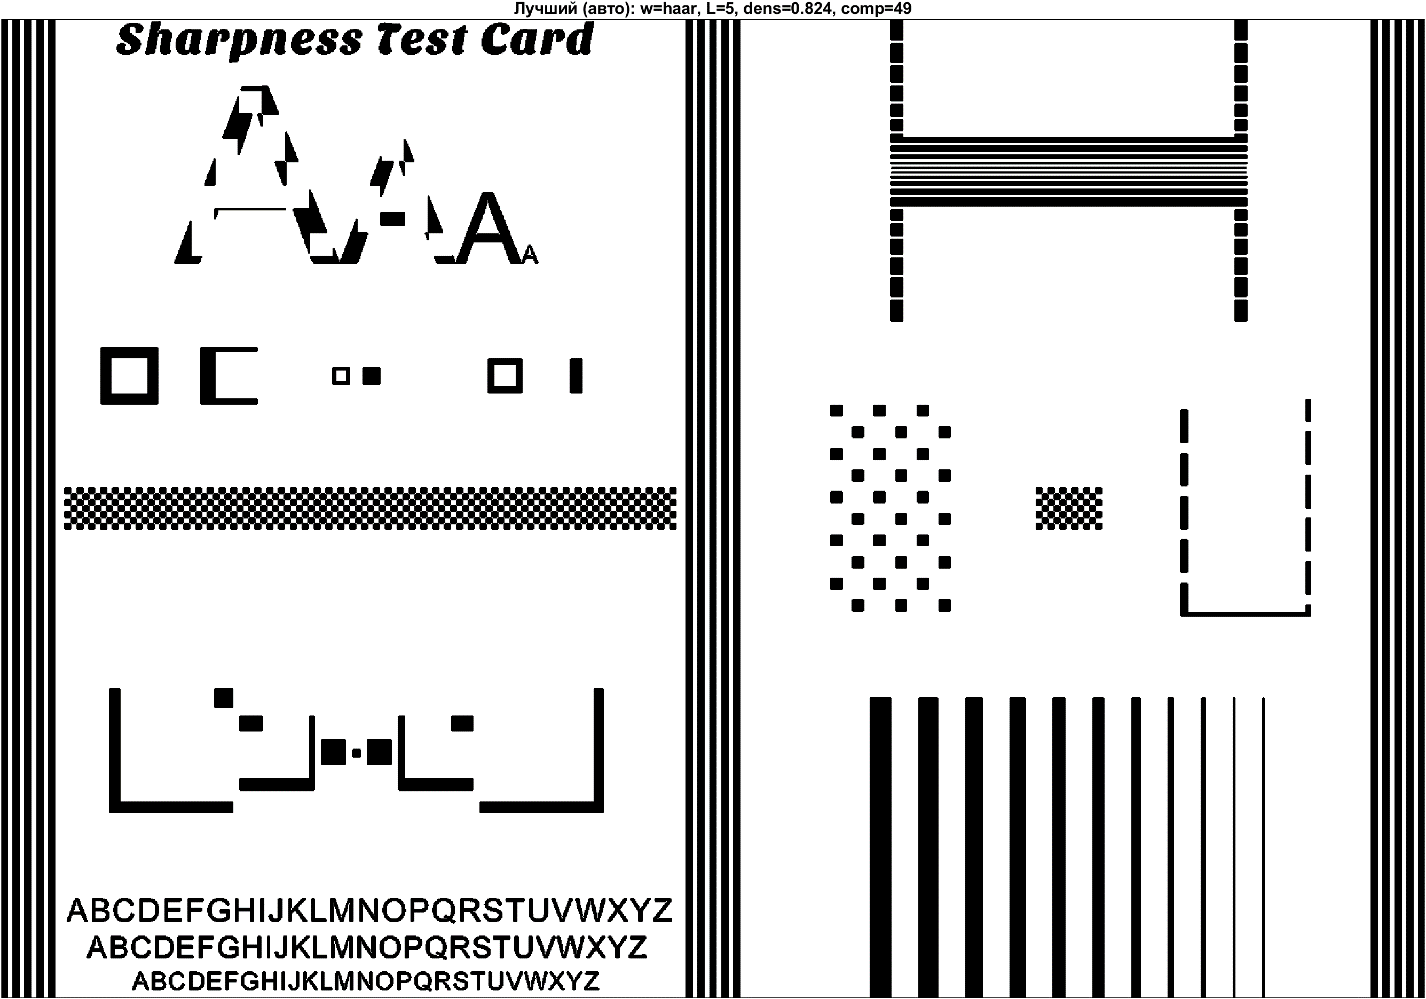 Лучший (авто): w=haar, L=5, dens=0.824, comp=49
Sharpness Test Card
A A A A
ABCDEFGHIJKLMNOPQRSTUVWXYZ
ABCDEFGHIJKLMNOPQRSTUVWXYZ
ABCDEFGHIJKLMNOPQRSTUVWXYZ